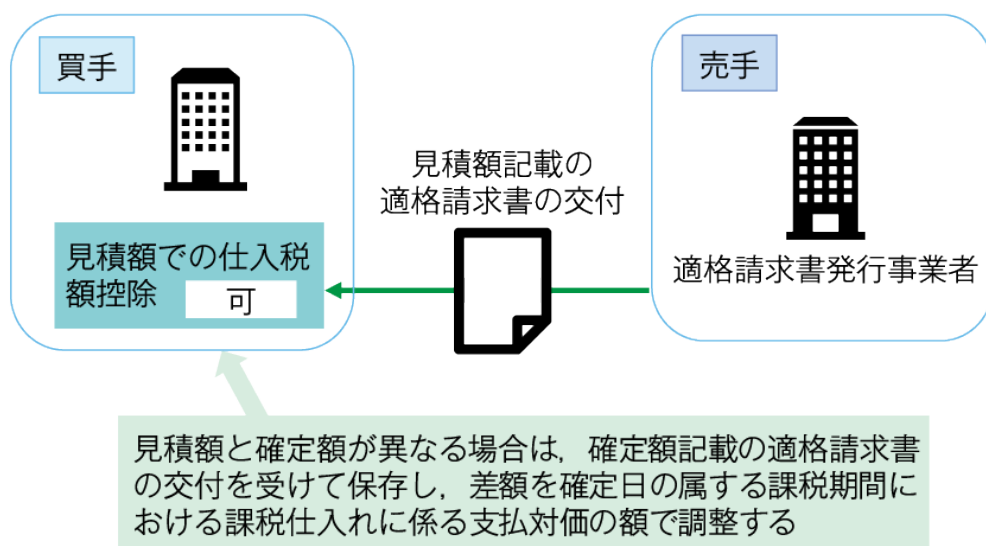 買手
売手
見積額記載の
適格請求書の交付
見積額での仕入税
額控除 可
適格請求書発行事業者
見積額と確定額が異なる場合は，確定額記載の適格請求書
の交付を受けて保存し，差額を確定日の属する課税期間に
おける課税仕入れに係る支払対価の額で調整する